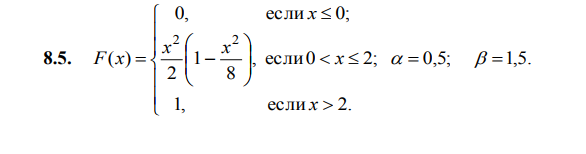 0, если x ≤ 0;
8.5. F(x) = { x²/2 (1 − x²/8), если 0 < x ≤ 2; α = 0,5; β = 1,5.
1, если x > 2.